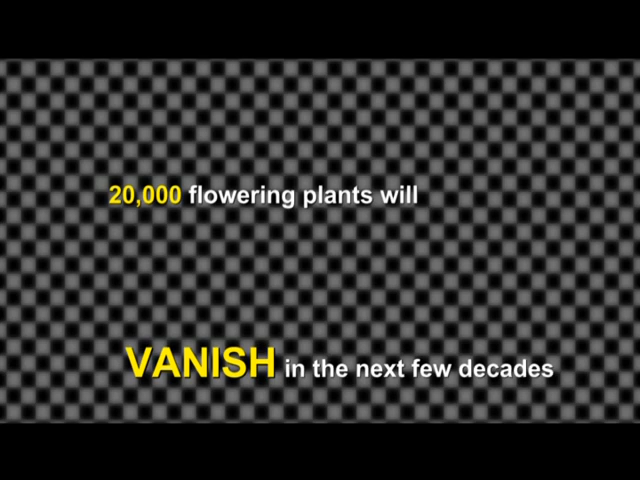 20,000 flowering plants will
VANISH in the next few decades